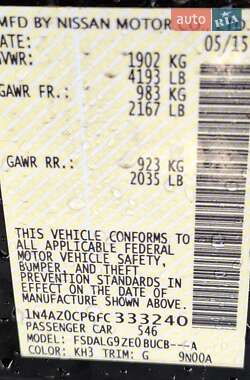 MFD BY NISSAN MOTOR
auto RIA
DATE: 05/15
GVWR: 1902 KG
4193 LB
GAWR FR.: 983 KG
2167 LB
GAWR RR.: 923 KG
2035 LB
THIS VEHICLE CONFORMS TO
ALL APPLICABLE FEDERAL
MOTOR VEHICLE SAFETY,
BUMPER, AND THEFT
PREVENTION STANDARDS IN
EFFECT ON THE DATE OF
MANUFACTURE SHOWN ABOVE
1N4AZ0CP6FC333240
PASSENGER CAR 546
MODEL: FSDALG9ZE0BUCB---A
COLOR: KH3 TRIM: G 9N00A